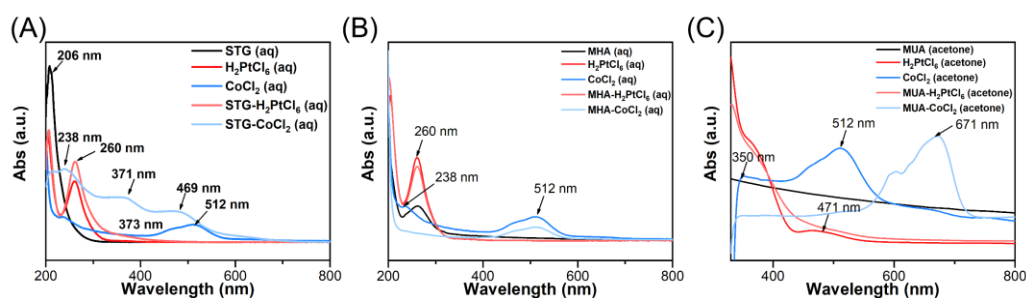 (A)
Abs (a.u.)
206 nm
STG (aq)
H₂PtCl₆ (aq)
CoCl₂ (aq)
STG-H₂PtCl₆ (aq)
STG-CoCl₂ (aq)
238 nm
260 nm
371 nm
469 nm
373 nm
512 nm
200 400 600 800
Wavelength (nm)
(B)
Abs (a.u.)
MHA (aq)
H₂PtCl₆ (aq)
CoCl₂ (aq)
MHA-H₂PtCl₆ (aq)
MHA-CoCl₂ (aq)
260 nm
238 nm
512 nm
200 400 600 800
Wavelength (nm)
(C)
Abs (a.u.)
MUA (acetone)
H₂PtCl₆ (acetone)
CoCl₂ (acetone)
MUA-H₂PtCl₆ (acetone)
MUA-CoCl₂ (acetone)
512 nm
671 nm
350 nm
471 nm
400 600 800
Wavelength (nm)